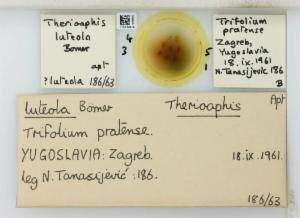 Therioaphis
luteola
Börner
apt
? luteola 186/63
4
3
5
1
Trifolium
pratense
Zagreb,
Yugoslavia
18.ix.1961
N.Tanasijević 186
B
luteola Börner Therioaphis Apt
Trifolium pratense.
YUGOSLAVIA: Zagreb. 18.ix.1961.
leg N. Tanasijević :186.
186/63